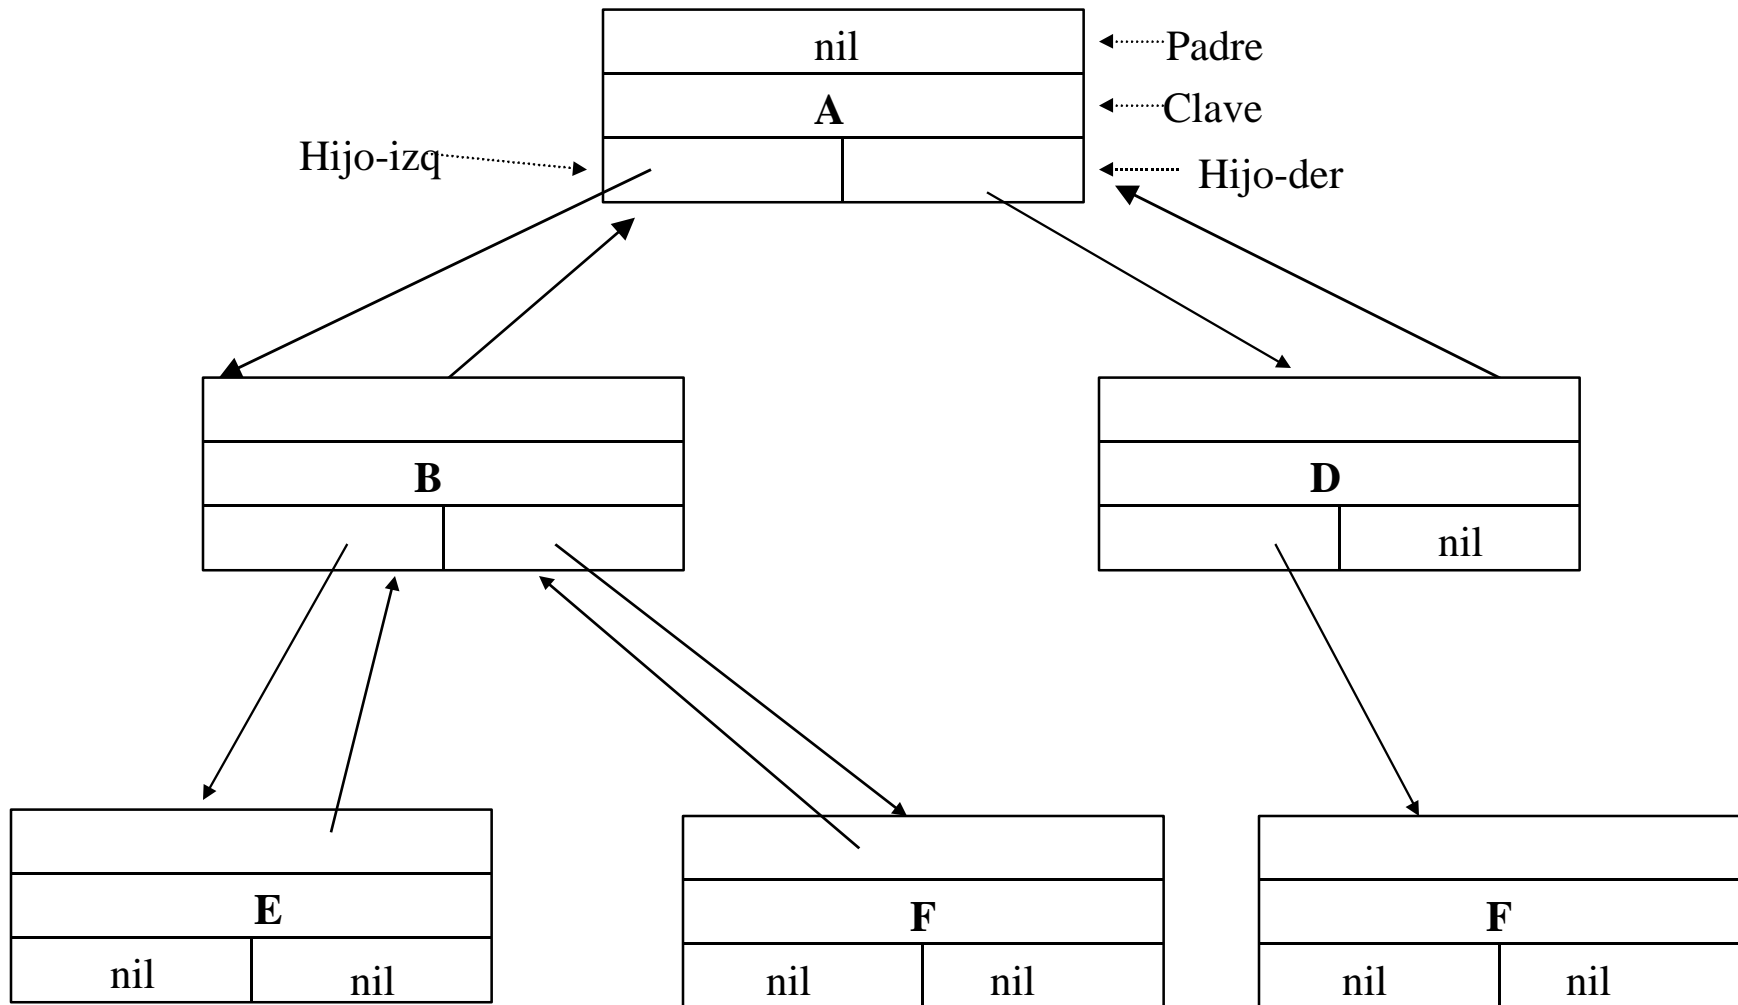 nil
Padre
A
Clave
Hijo-izq
Hijo-der
B
D
nil
E
F
F
nil
nil
nil
nil
nil
nil